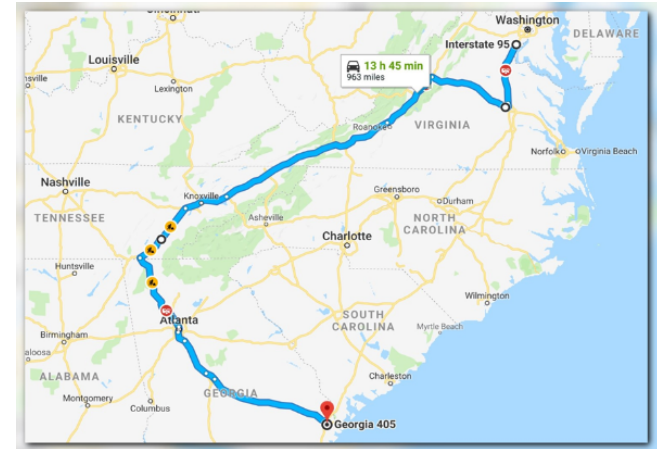 Cincinnati
Washington
DELAWARE
Interstate 95
Louisville
13 h 45 min
963 miles
sville
Lexington
KENTUCKY
Roanoke
VIRGINIA
Norfolk
Virginia Beach
Nashville
Knoxville
Greensboro
Durham
TENNESSEE
Asheville
NORTH
CAROLINA
Charlotte
Huntsville
Wilmington
Atlanta
SOUTH
CAROLINA
Myrtle Beach
Birmingham
aloosa
ALABAMA
Charleston
GEORGIA
Montgomery
Columbus
Georgia 405